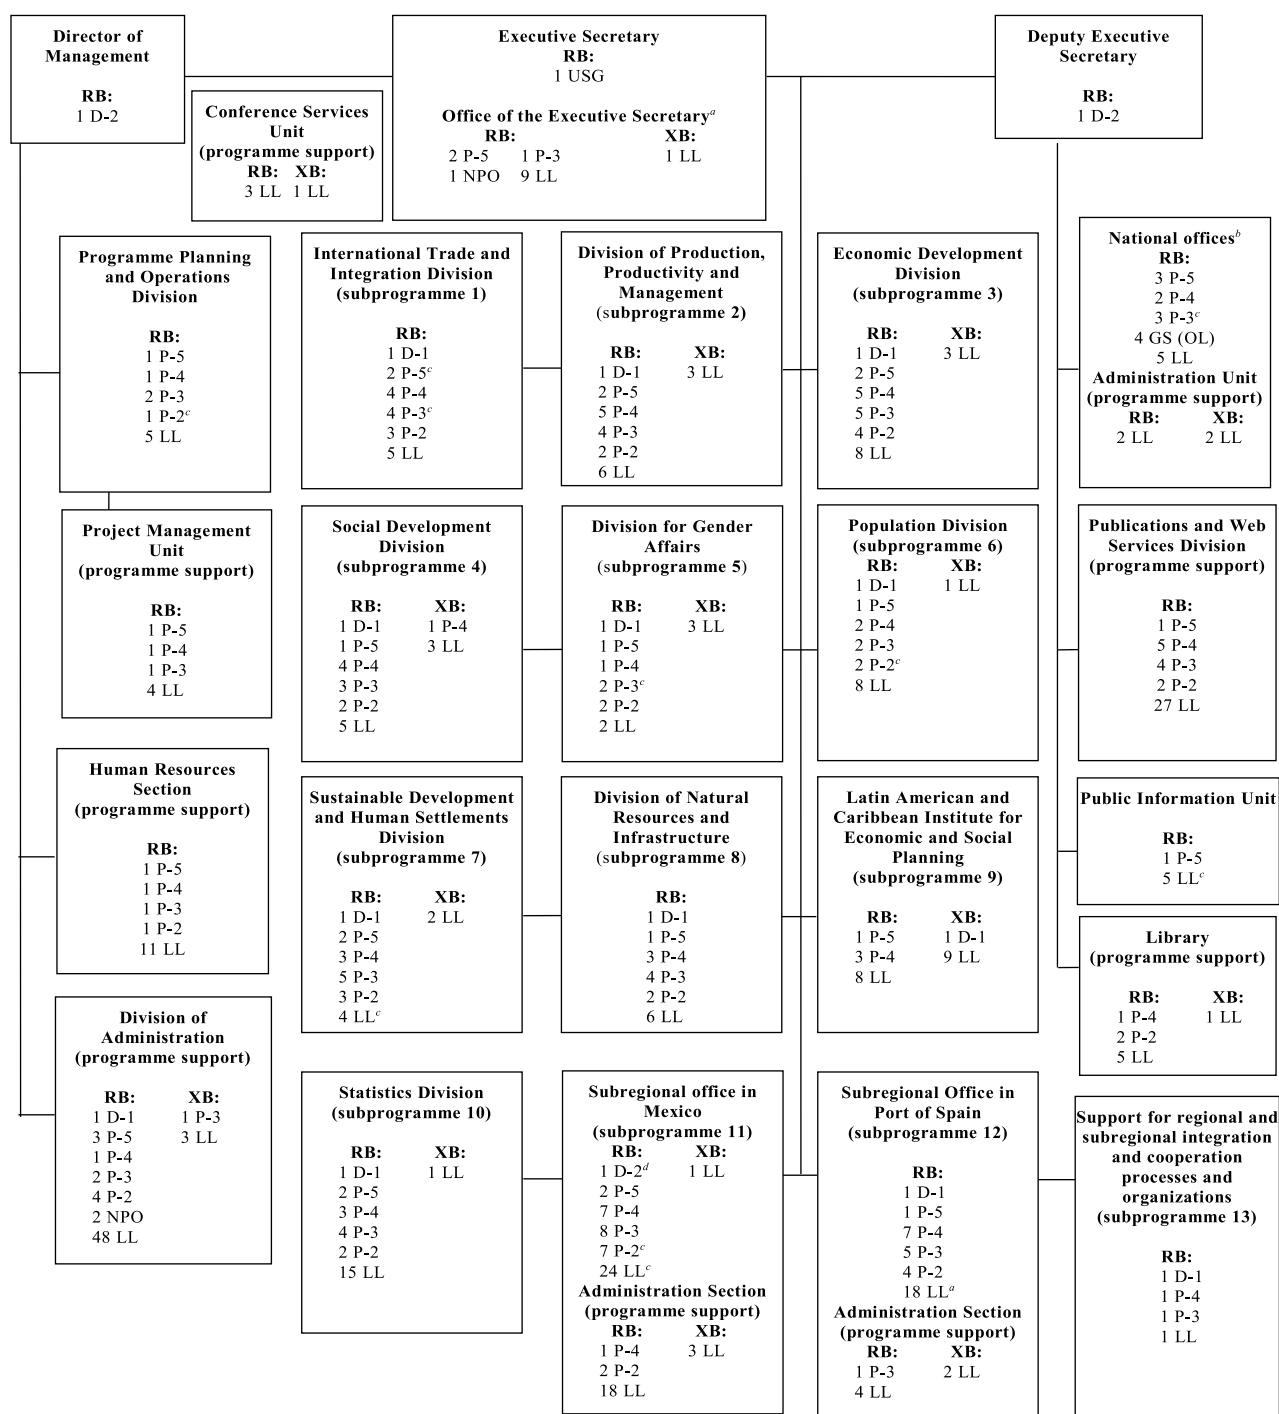 Director of
Management
RB:
1 D-2
Executive Secretary
RB:
1 USG
Office of the Executive Secretaryᵃ
RB: XB:
2 P-5 1 P-3 1 LL
1 NPO 9 LL
Deputy Executive
Secretary
RB:
1 D-2
Conference Services
Unit
(programme support)
RB: XB:
3 LL 1 LL
Programme Planning
and Operations
Division
RB:
1 P-5
1 P-4
2 P-3
1 P-2ᶜ
5 LL
International Trade and
Integration Division
(subprogramme 1)
RB:
1 D-1
2 P-5ᶜ
4 P-4
4 P-3ᶜ
3 P-2
5 LL
Division of Production,
Productivity and
Management
(subprogramme 2)
RB: XB:
1 D-1 3 LL
2 P-5
5 P-4
4 P-3
2 P-2
6 LL
Economic Development
Division
(subprogramme 3)
RB: XB:
1 D-1 3 LL
2 P-5
5 P-4
5 P-3
4 P-2
8 LL
National officesᵇ
RB:
3 P-5
2 P-4
3 P-3ᶜ
4 GS (OL)
5 LL
Administration Unit
(programme support)
RB: XB:
2 LL 2 LL
Project Management
Unit
(programme support)
RB:
1 P-5
1 P-4
1 P-3
4 LL
Social Development
Division
(subprogramme 4)
RB: XB:
1 D-1 1 P-4
1 P-5 3 LL
4 P-4
3 P-3
2 P-2
5 LL
Division for Gender
Affairs
(subprogramme 5)
RB: XB:
1 D-1 3 LL
1 P-5
1 P-4
2 P-3ᶜ
2 P-2
2 LL
Population Division
(subprogramme 6)
RB: XB:
1 D-1 1 LL
1 P-5
2 P-4
2 P-3
2 P-2ᶜ
8 LL
Publications and Web
Services Division
(programme support)
RB:
1 P-5
5 P-4
4 P-3
2 P-2
27 LL
Human Resources
Section
(programme support)
RB:
1 P-5
1 P-4
1 P-3
1 P-2
11 LL
Sustainable Development
and Human Settlements
Division
(subprogramme 7)
RB: XB:
1 D-1 2 LL
2 P-5
3 P-4
5 P-3
3 P-2
4 LLᶜ
Division of Natural
Resources and
Infrastructure
(subprogramme 8)
RB:
1 D-1
1 P-5
3 P-4
4 P-3
2 P-2
6 LL
Latin American and
Caribbean Institute for
Economic and Social
Planning
(subprogramme 9)
RB: XB:
1 P-5 1 D-1
3 P-4 9 LL
8 LL
Public Information Unit
RB:
1 P-5
5 LLᶜ
Library
(programme support)
RB: XB:
1 P-4 1 LL
2 P-2
5 LL
Division of
Administration
(programme support)
RB: XB:
1 D-1 1 P-3
3 P-5 3 LL
1 P-4
2 P-3
4 P-2
2 NPO
48 LL
Statistics Division
(subprogramme 10)
RB: XB:
1 D-1 1 LL
2 P-5
3 P-4
4 P-3
2 P-2
15 LL
Subregional office in
Mexico
(subprogramme 11)
RB: XB:
1 D-2ᵈ 1 LL
2 P-5
7 P-4
8 P-3
7 P-2ᶜ
24 LLᶜ
Administration Section
(programme support)
RB: XB:
1 P-4 3 LL
2 P-2
18 LL
Subregional Office in
Port of Spain
(subprogramme 12)
RB:
1 D-1
1 P-5
7 P-4
5 P-3
4 P-2
18 LLᵃ
Administration Section
(programme support)
RB: XB:
1 P-3 2 LL
4 LL
Support for regional and
subregional integration
and cooperation
processes and
organizations
(subprogramme 13)
RB:
1 D-1
1 P-4
1 P-3
1 LL